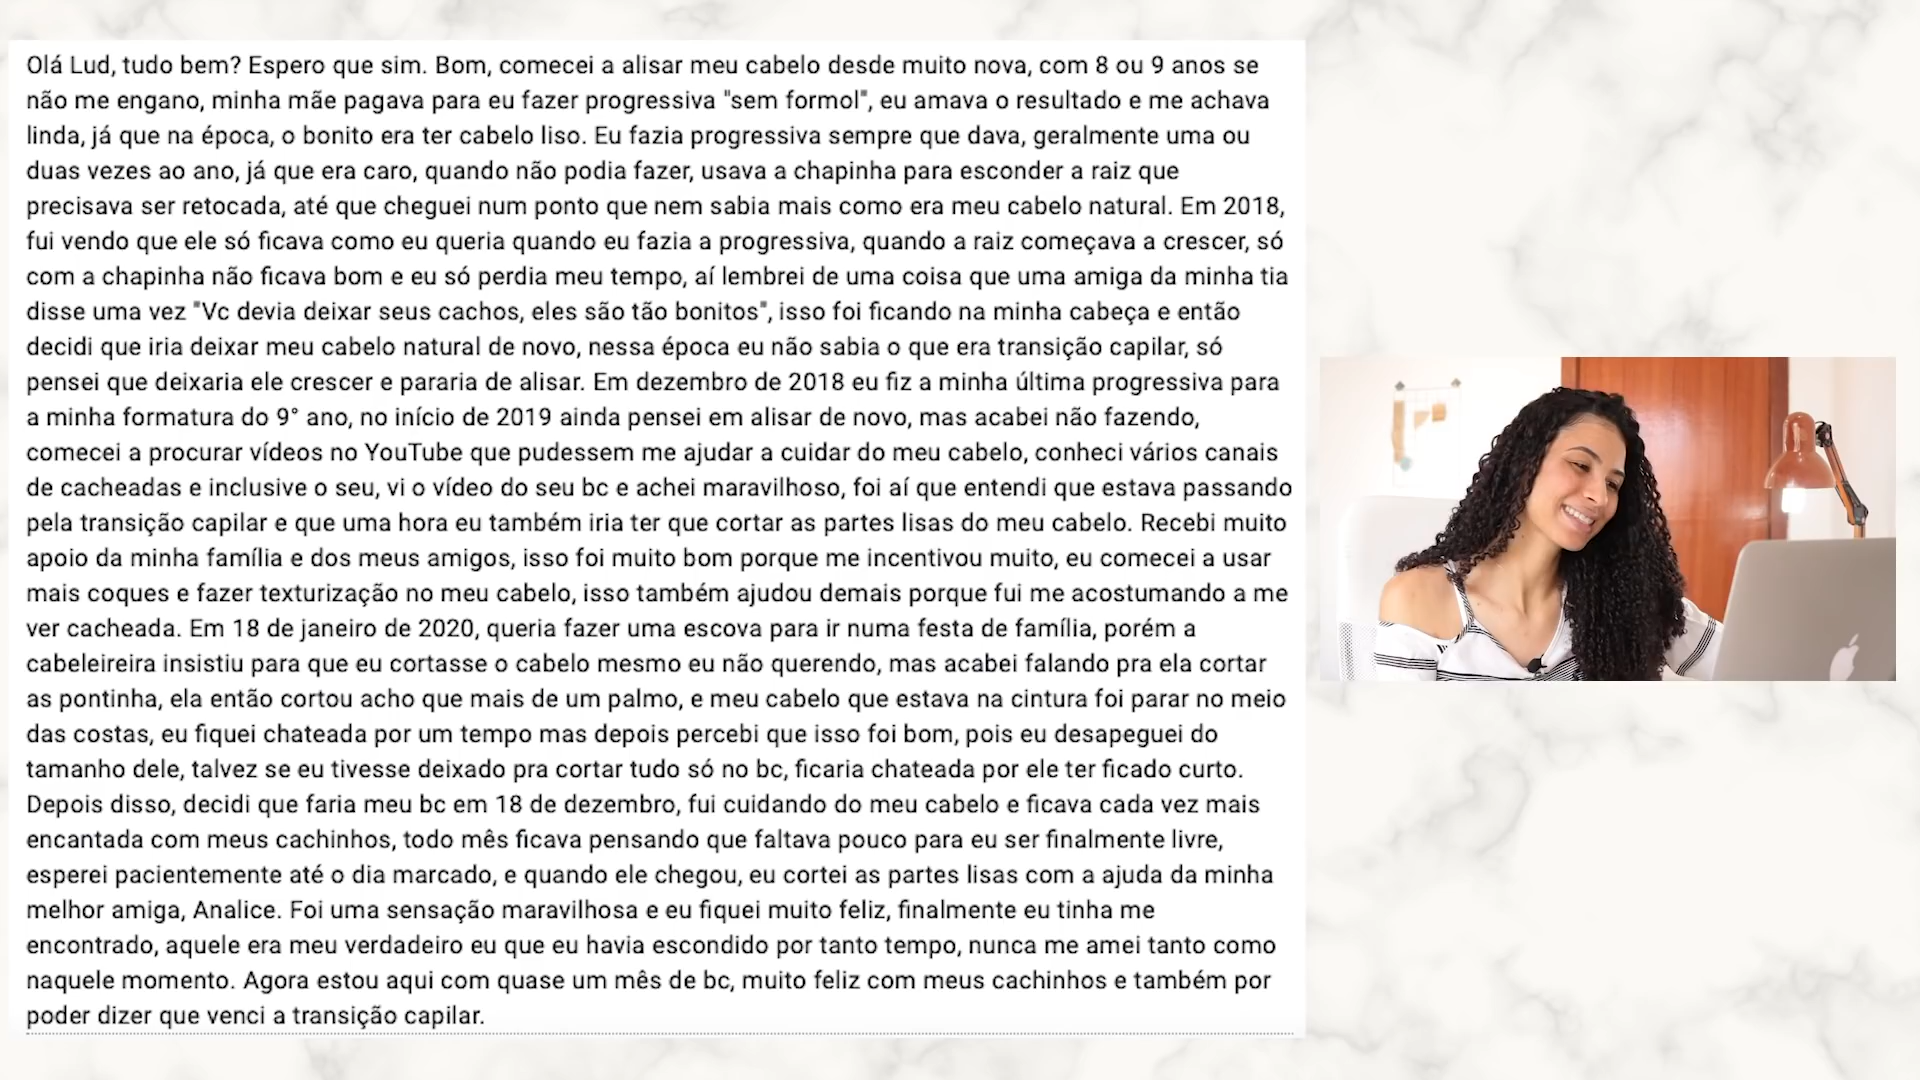 Olá Lud, tudo bem? Espero que sim. Bom, comecei a alisar meu cabelo desde muito nova, com 8 ou 9 anos se
não me engano, minha mãe pagava para eu fazer progressiva "sem formol", eu amava o resultado e me achava
linda, já que na época, o bonito era ter cabelo liso. Eu fazia progressiva sempre que dava, geralmente uma ou
duas vezes ao ano, já que era caro, quando não podia fazer, usava a chapinha para esconder a raiz que
precisava ser retocada, até que cheguei num ponto que nem sabia mais como era meu cabelo natural. Em 2018,
fui vendo que ele só ficava como eu queria quando eu fazia a progressiva, quando a raiz começava a crescer, só
com a chapinha não ficava bom e eu só perdia meu tempo, aí lembrei de uma coisa que uma amiga da minha tia
disse uma vez "Vc devia deixar seus cachos, eles são tão bonitos", isso foi ficando na minha cabeça e então
decidi que iria deixar meu cabelo natural de novo, nessa época eu não sabia o que era transição capilar, só
pensei que deixaria ele crescer e pararia de alisar. Em dezembro de 2018 eu fiz a minha última progressiva para
a minha formatura do 9° ano, no início de 2019 ainda pensei em alisar de novo, mas acabei não fazendo,
comecei a procurar vídeos no YouTube que pudessem me ajudar a cuidar do meu cabelo, conheci vários canais
de cacheadas e inclusive o seu, vi o vídeo do seu bc e achei maravilhoso, foi aí que entendi que estava passando
pela transição capilar e que uma hora eu também iria ter que cortar as partes lisas do meu cabelo. Recebi muito
apoio da minha família e dos meus amigos, isso foi muito bom porque me incentivou muito, eu comecei a usar
mais coques e fazer texturização no meu cabelo, isso também ajudou demais porque fui me acostumando a me
ver cacheada. Em 18 de janeiro de 2020, queria fazer uma escova para ir numa festa de família, porém a
cabeleireira insistiu para que eu cortasse o cabelo mesmo eu não querendo, mas acabei falando pra ela cortar
as pontinha, ela então cortou acho que mais de um palmo, e meu cabelo que estava na cintura foi parar no meio
das costas, eu fiquei chateada por um tempo mas depois percebi que isso foi bom, pois eu desapeguei do
tamanho dele, talvez se eu tivesse deixado pra cortar tudo só no bc, ficaria chateada por ele ter ficado curto.
Depois disso, decidi que faria meu bc em 18 de dezembro, fui cuidando do meu cabelo e ficava cada vez mais
encantada com meus cachinhos, todo mês ficava pensando que faltava pouco para eu ser finalmente livre,
esperei pacientemente até o dia marcado, e quando ele chegou, eu cortei as partes lisas com a ajuda da minha
melhor amiga, Analice. Foi uma sensação maravilhosa e eu fiquei muito feliz, finalmente eu tinha me
encontrado, aquele era meu verdadeiro eu que eu havia escondido por tanto tempo, nunca me amei tanto como
naquele momento. Agora estou aqui com quase um mês de bc, muito feliz com meus cachinhos e também por
poder dizer que venci a transição capilar.